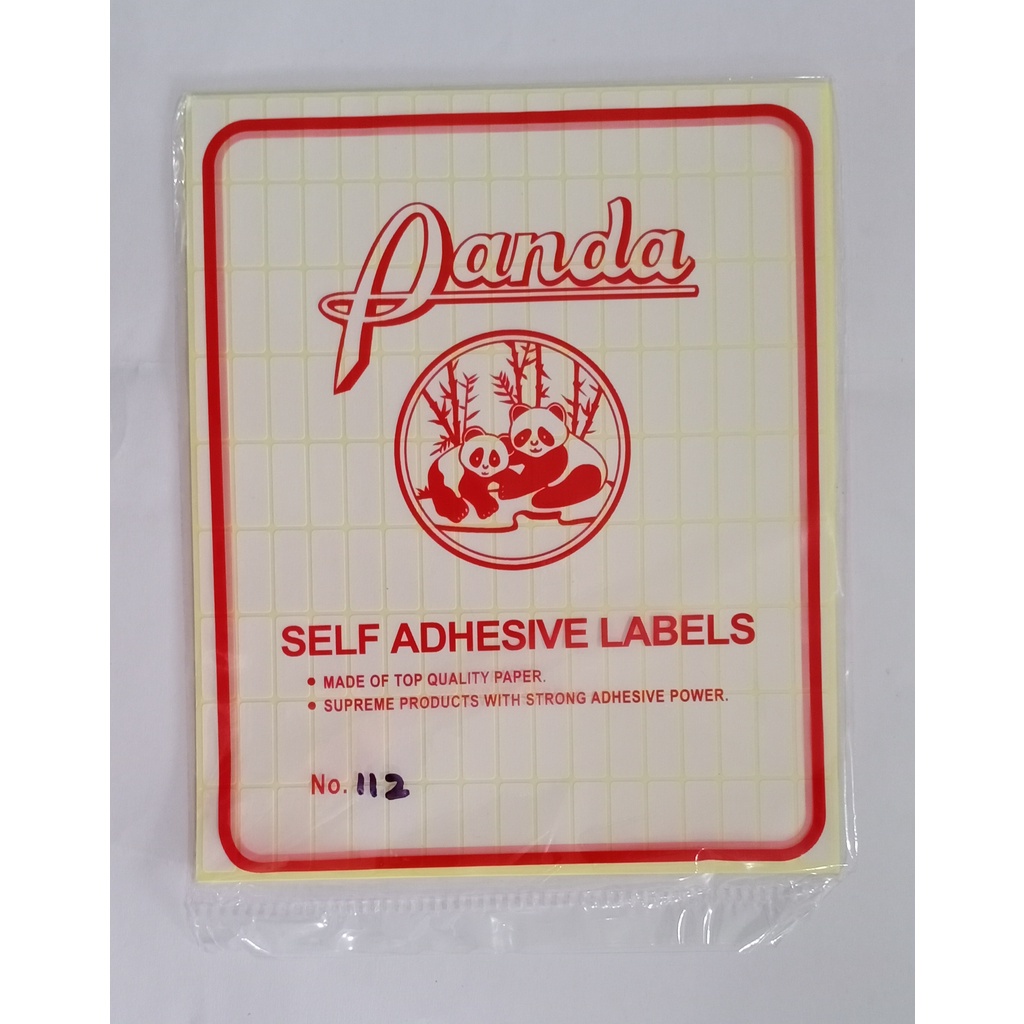 Panda
SELF ADHESIVE LABELS
• MADE OF TOP QUALITY PAPER.
• SUPREME PRODUCTS WITH STRONG ADHESIVE POWER.
No. 112